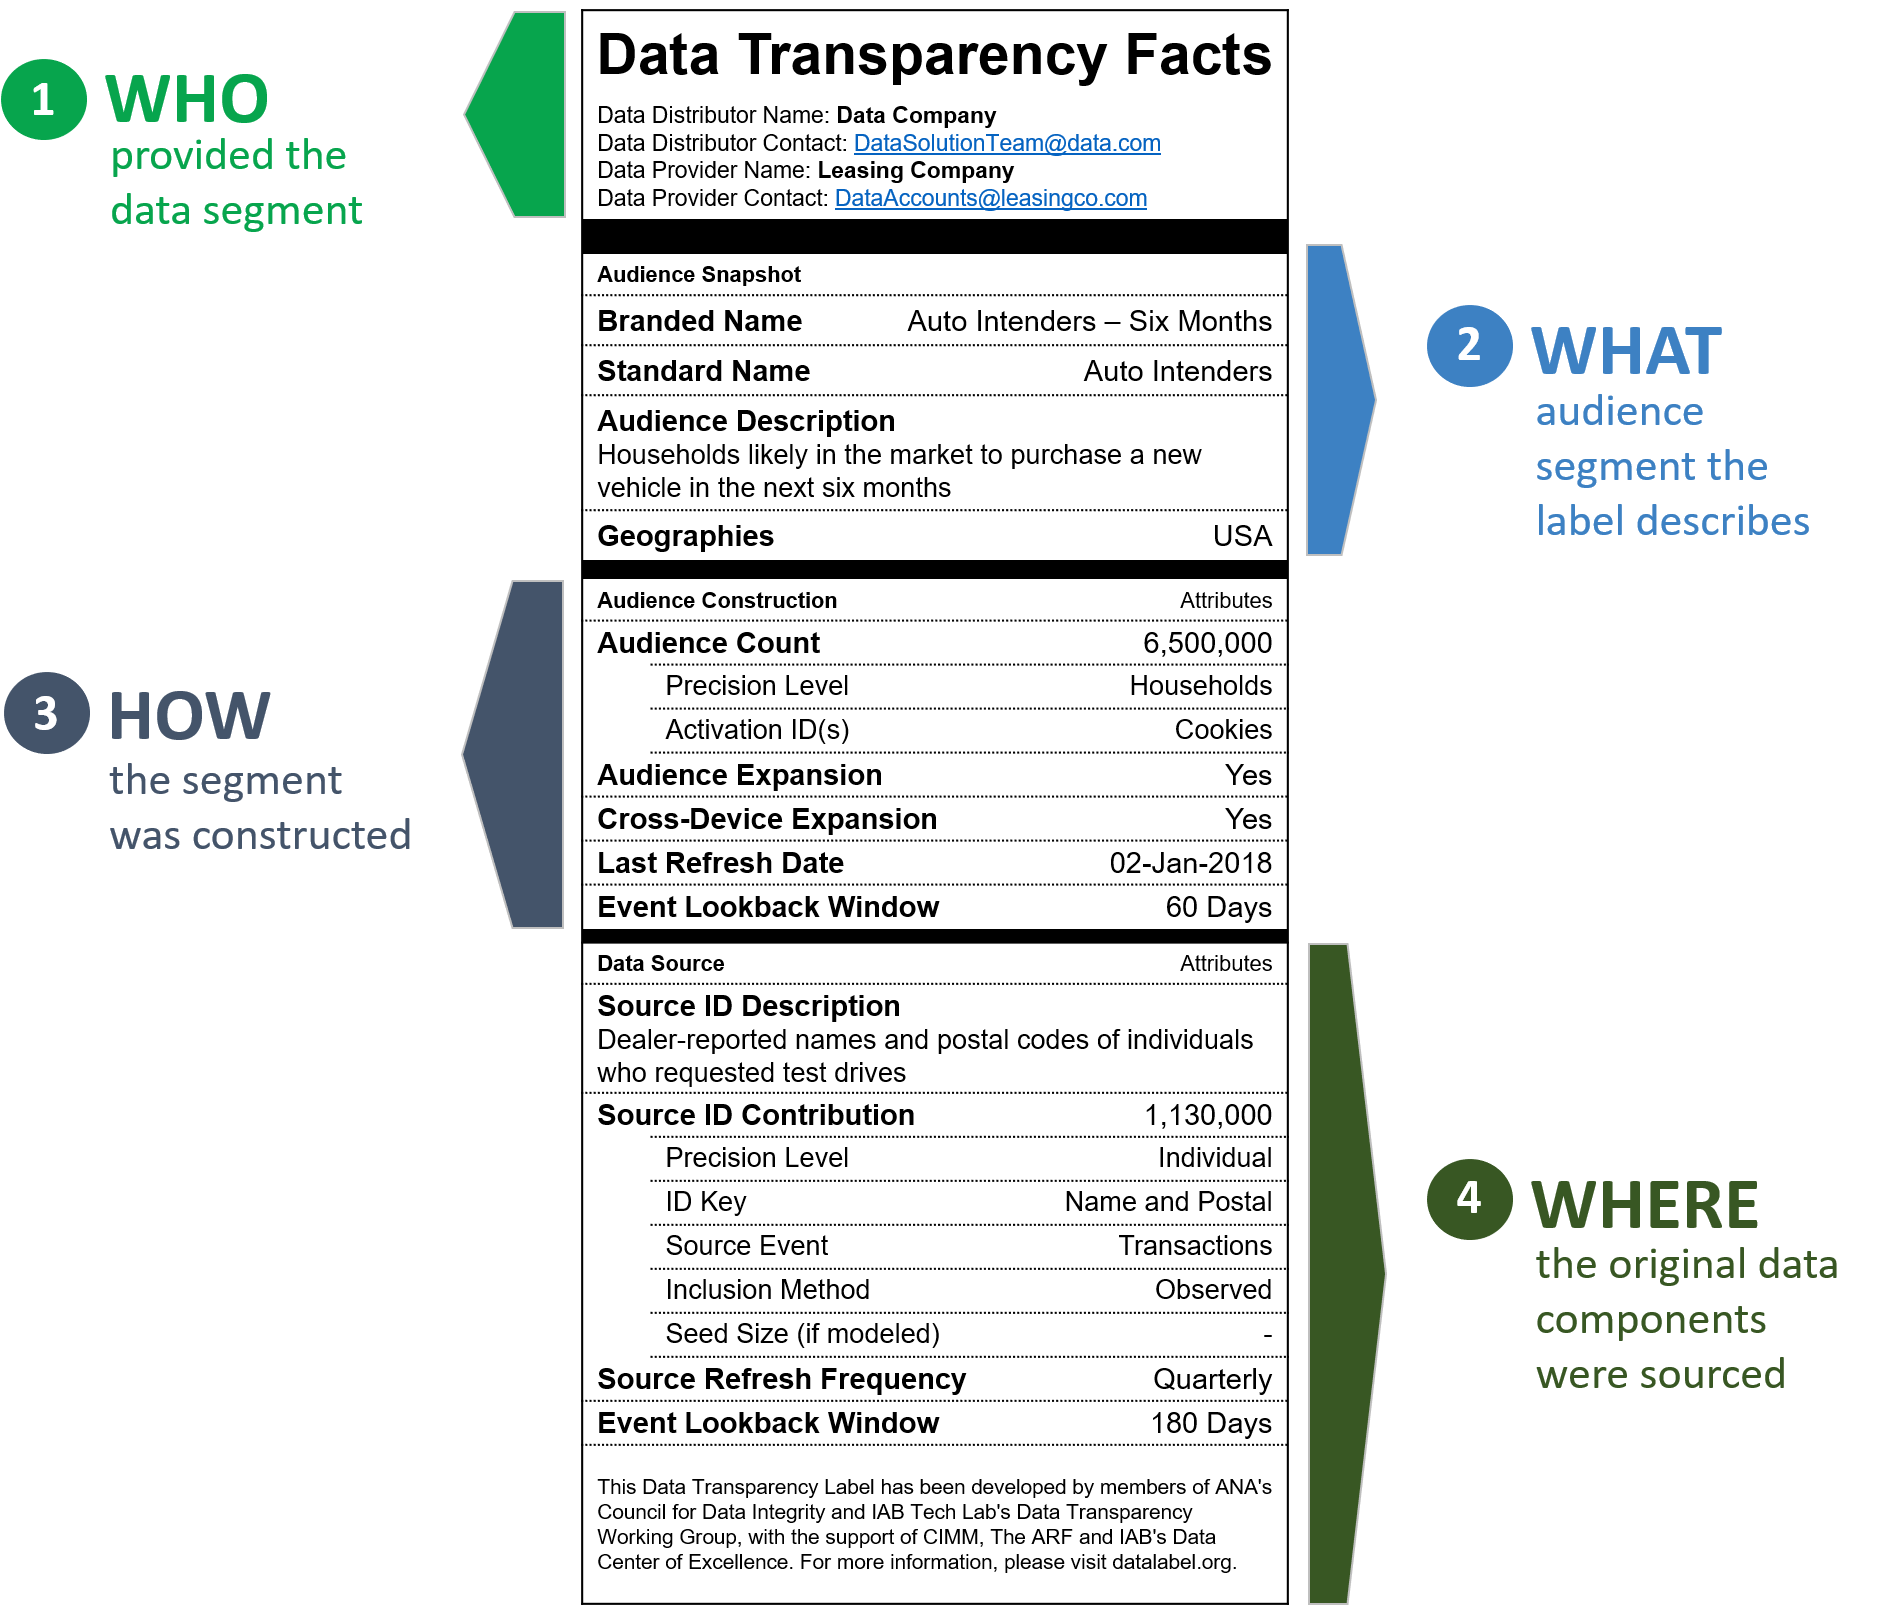 1 WHO
provided the
data segment
Data Transparency Facts
Data Distributor Name: Data Company
Data Distributor Contact: DataSolutionTeam@data.com
Data Provider Name: Leasing Company
Data Provider Contact: DataAccounts@leasingco.com
2 WHAT
audience
segment the
label describes
Audience Snapshot
Branded Name Auto Intenders – Six Months
Standard Name Auto Intenders
Audience Description
Households likely in the market to purchase a new
vehicle in the next six months
Geographies USA
3 HOW
the segment
was constructed
Audience Construction Attributes
Audience Count 6,500,000
Precision Level Households
Activation ID(s) Cookies
Audience Expansion Yes
Cross-Device Expansion Yes
Last Refresh Date 02-Jan-2018
Event Lookback Window 60 Days
4 WHERE
the original data
components
were sourced
Data Source Attributes
Source ID Description
Dealer-reported names and postal codes of individuals
who requested test drives
Source ID Contribution 1,130,000
Precision Level Individual
ID Key Name and Postal
Source Event Transactions
Inclusion Method Observed
Seed Size (if modeled) -
Source Refresh Frequency Quarterly
Event Lookback Window 180 Days
This Data Transparency Label has been developed by members of ANA's
Council for Data Integrity and IAB Tech Lab's Data Transparency
Working Group, with the support of CIMM, The ARF and IAB's Data
Center of Excellence. For more information, please visit datalabel.org.